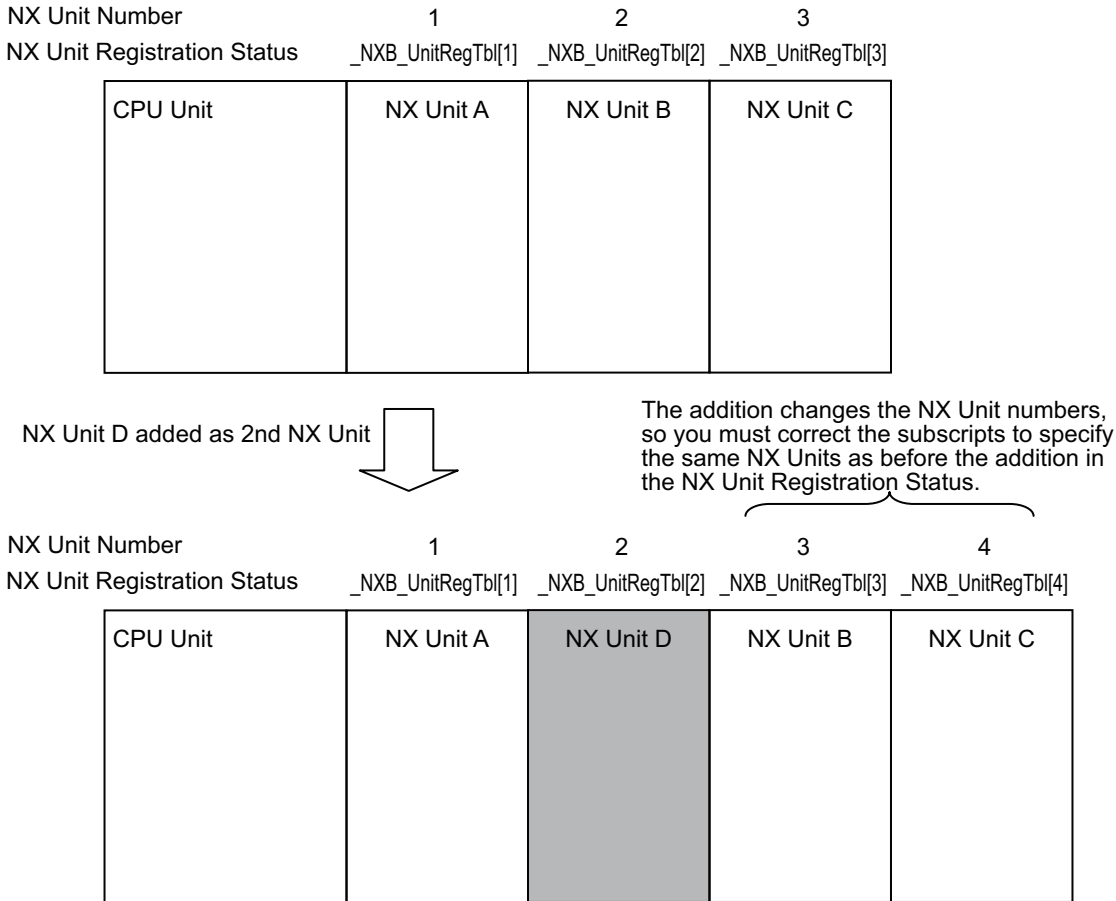 NX Unit Number 1 2 3
NX Unit Registration Status _NXB_UnitRegTbl[1] _NXB_UnitRegTbl[2] _NXB_UnitRegTbl[3]
CPU Unit NX Unit A NX Unit B NX Unit C
NX Unit D added as 2nd NX Unit
The addition changes the NX Unit numbers,
so you must correct the subscripts to specify
the same NX Units as before the addition in
the NX Unit Registration Status.
NX Unit Number 1 2 3 4
NX Unit Registration Status _NXB_UnitRegTbl[1] _NXB_UnitRegTbl[2] _NXB_UnitRegTbl[3] _NXB_UnitRegTbl[4]
CPU Unit NX Unit A NX Unit D NX Unit B NX Unit C